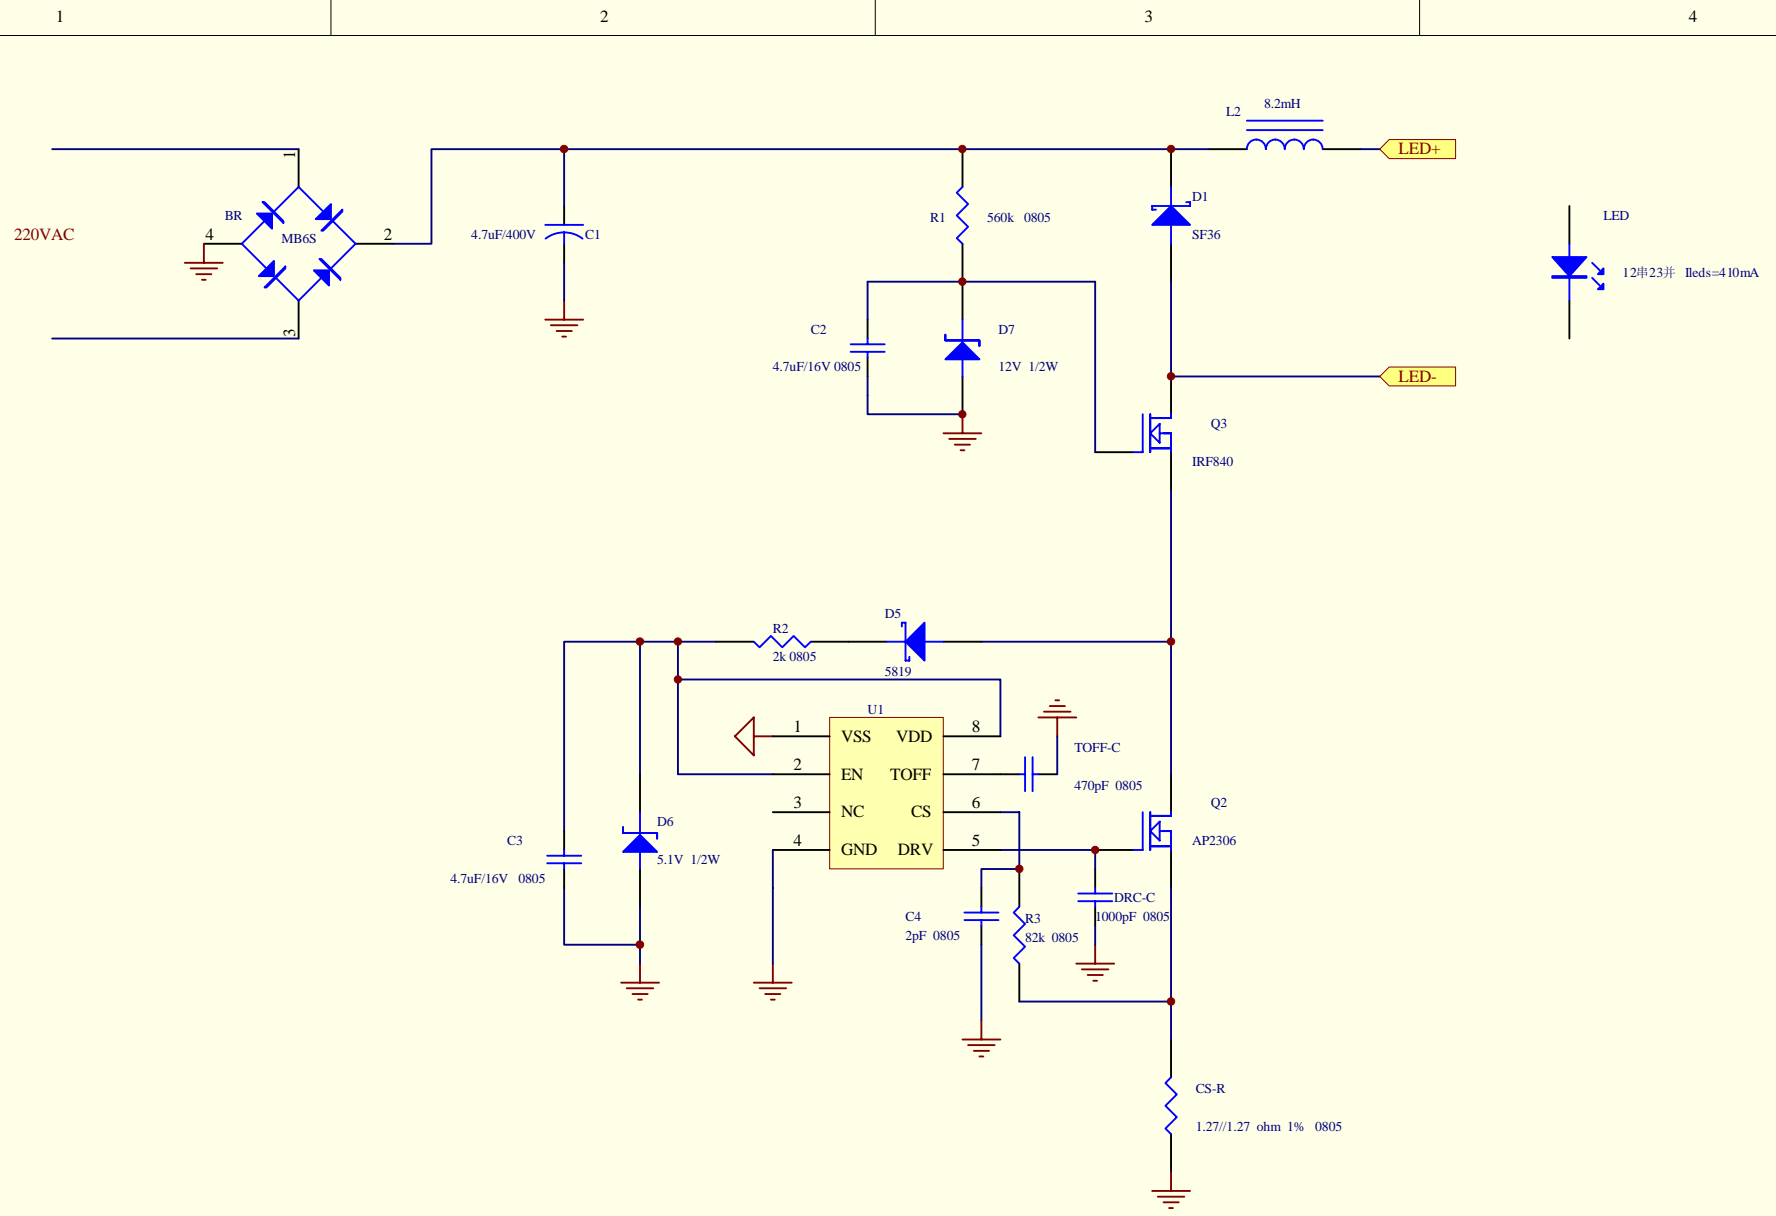 1 2 3 4
L2 8.2mH
LED+
1
BR
MB6S
220VAC
4
2
3
4.7uF/400V C1
R1 560k 0805
D1
SF36
LED
12串23并 Ileds=410mA
C2
4.7uF/16V 0805
D7
12V 1/2W
LED-
Q3
IRF840
D5
5819
R2
2k 0805
U1
1 VSS VDD 8
2 EN TOFF 7
3 NC CS 6
4 GND DRV 5
TOFF-C
470pF 0805
Q2
AP2306
C3
4.7uF/16V 0805
D6
5.1V 1/2W
C4
2pF 0805
R3
82k 0805
DRC-C
1000pF 0805
CS-R
1.27//1.27 ohm 1% 0805